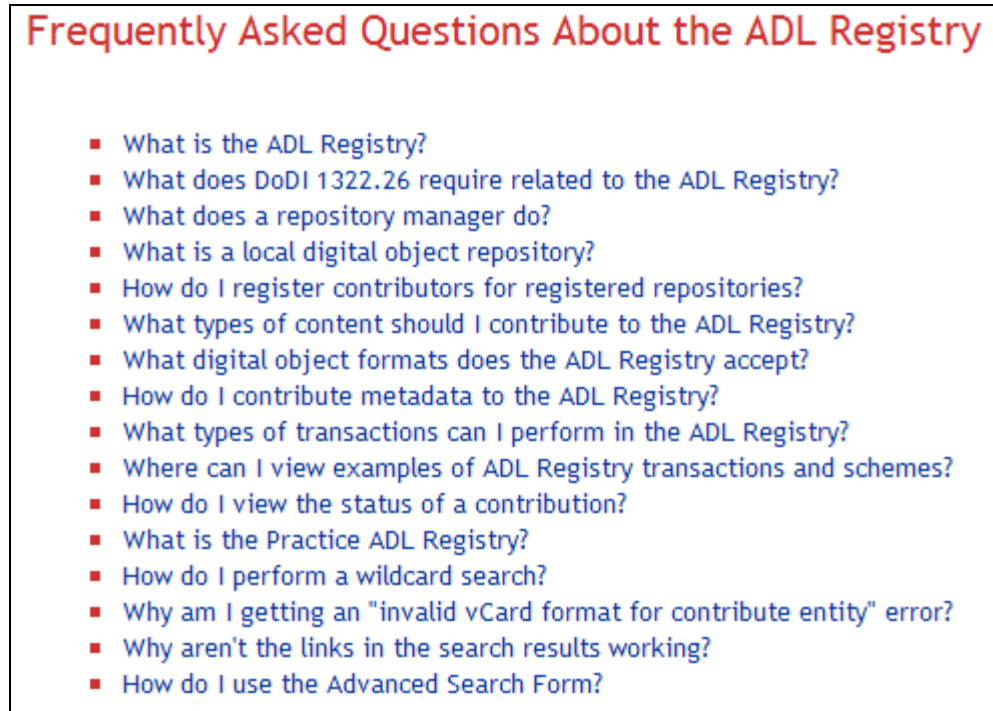 Frequently Asked Questions About the ADL Registry
What is the ADL Registry?
What does DoDI 1322.26 require related to the ADL Registry?
What does a repository manager do?
What is a local digital object repository?
How do I register contributors for registered repositories?
What types of content should I contribute to the ADL Registry?
What digital object formats does the ADL Registry accept?
How do I contribute metadata to the ADL Registry?
What types of transactions can I perform in the ADL Registry?
Where can I view examples of ADL Registry transactions and schemes?
How do I view the status of a contribution?
What is the Practice ADL Registry?
How do I perform a wildcard search?
Why am I getting an "invalid vCard format for contribute entity" error?
Why aren't the links in the search results working?
How do I use the Advanced Search Form?